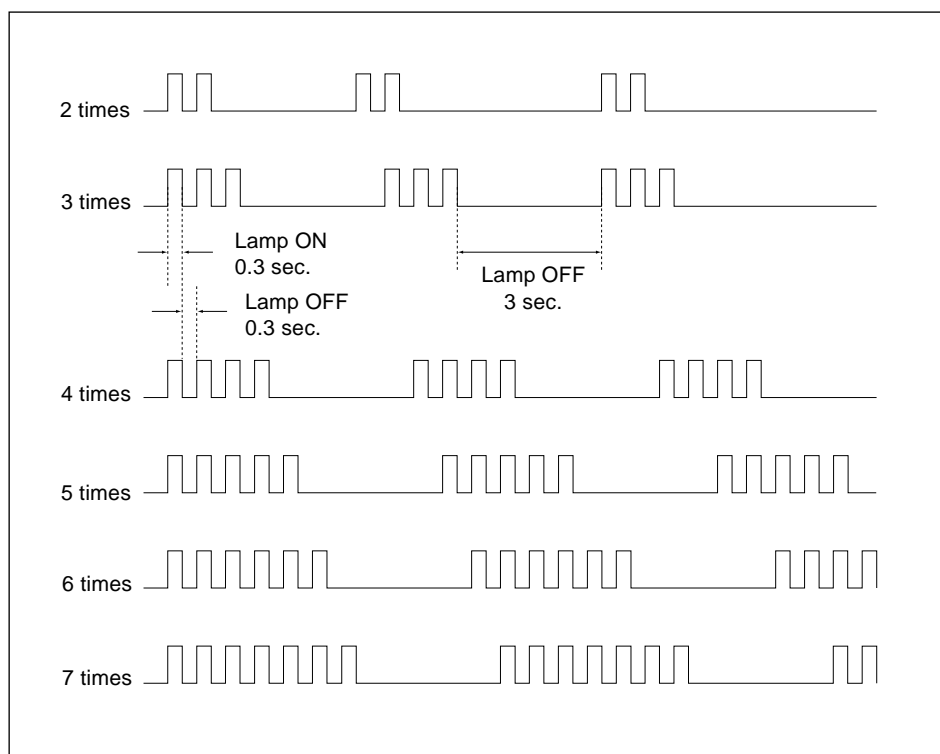 2 times
3 times
Lamp ON
0.3 sec.
Lamp OFF
3 sec.
Lamp OFF
0.3 sec.
4 times
5 times
6 times
7 times